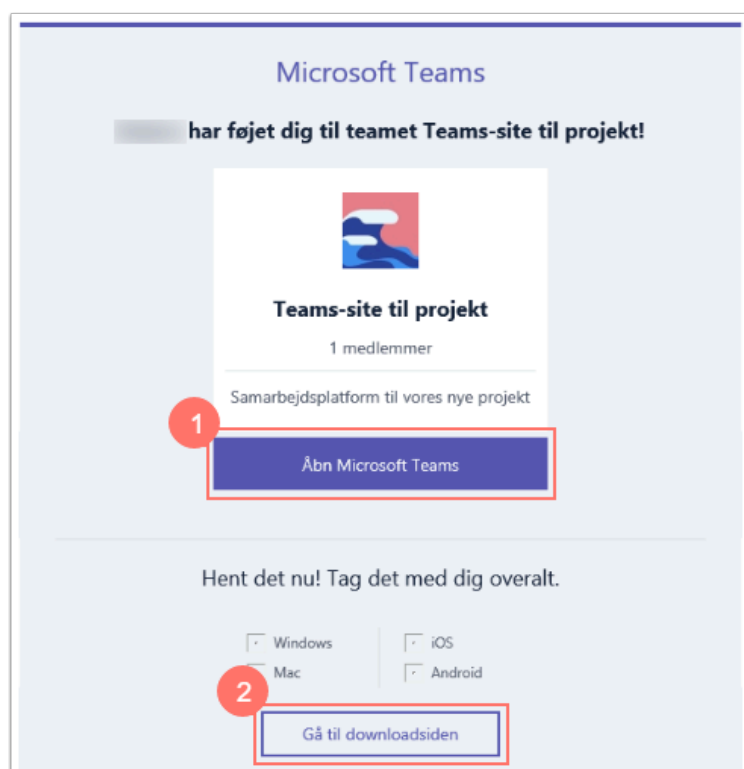 Microsoft Teams
har føjet dig til teamet Teams-site til projekt!
Teams-site til projekt
1 medlemmer
Samarbejdsplatform til vores nye projekt
1
Åbn Microsoft Teams
Hent det nu! Tag det med dig overalt.
Windows
iOS
Mac
Android
2
Gå til downloadsiden